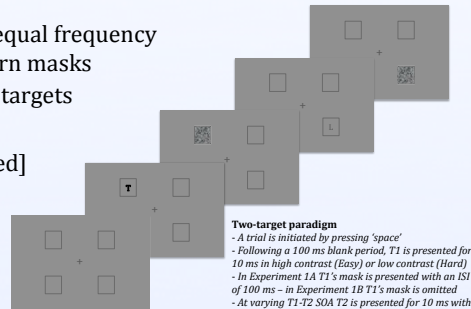 equal frequency
rn masks
targets
ed]
T
L
Two-target paradigm
- A trial is initiated by pressing ‘space’
- Following a 100 ms blank period, T1 is presented for
10 ms in high contrast (Easy) or low contrast (Hard)
- In Experiment 1A T1’s mask is presented with an ISI
of 100 ms – in Experiment 1B T1’s mask is omitted
- At varying T1-T2 SOA T2 is presented for 10 ms with